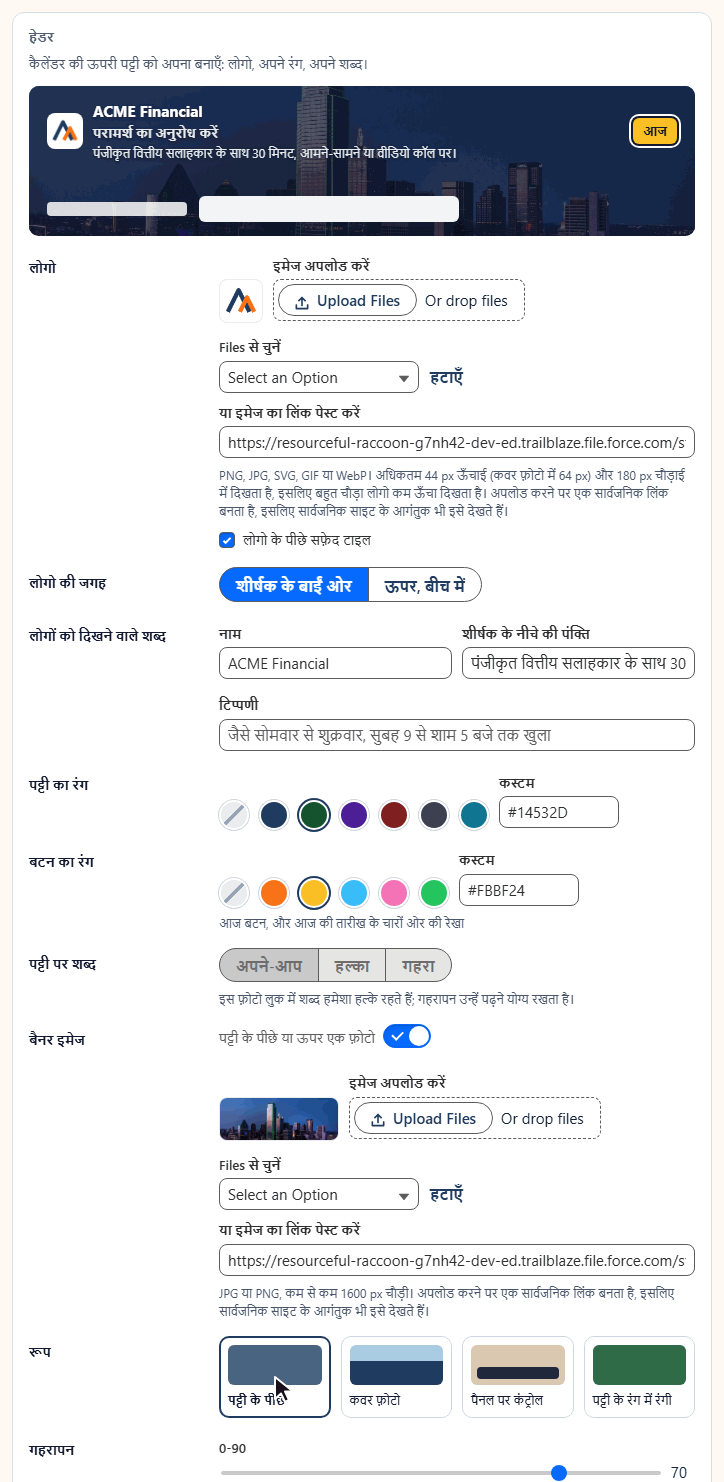 हेडर
कैलेंडर की ऊपरी पट्टी को अपना बनाएँ: लोगो, अपने रंग, अपने शब्द।
ACME Financial
परामर्श का अनुरोध करें
आज
पंजीकृत वित्तीय सलाहकार के साथ 30 मिनट, आमने-सामने या वीडियो कॉल पर।
लोगो
इमेज अपलोड करें
Upload Files
Or drop files
Files से चुनें
Select an Option
हटाएँ
या इमेज का लिंक पेस्ट करें
https://resourceful-raccoon-g7nh42-dev-ed.trailblaze.file.force.com/s
PNG, JPG, SVG, GIF या WebP। अधिकतम 44 px ऊँचाई (कवर फ़ोटो में 64 px) और 180 px चौड़ाई
में दिखता है, इसलिए बहुत चौड़ा लोगो कम ऊँचा दिखता है। अपलोड करने पर एक सार्वजनिक लिंक
बनता है, इसलिए सार्वजनिक साइट के आगंतुक भी इसे देखते हैं।
लोगो के पीछे सफ़ेद टाइल
लोगो की जगह
शीर्षक के बाईं ओर
ऊपर, बीच में
लोगों को दिखने वाले शब्द
नाम
शीर्षक के नीचे की पंक्ति
ACME Financial
पंजीकृत वित्तीय सलाहकार के साथ 30
टिप्पणी
जैसे सोमवार से शुक्रवार, सुबह 9 से शाम 5 बजे तक खुला
पट्टी का रंग
कस्टम
#14532D
बटन का रंग
कस्टम
#FBBF24
आज बटन, और आज की तारीख के चारों ओर की रेखा
पट्टी पर शब्द
अपने-आप
हल्का
गहरा
इस फ़ोटो लुक में शब्द हमेशा हल्के रहते हैं; गहरापन उन्हें पढ़ने योग्य रखता है।
बैनर इमेज
पट्टी के पीछे या ऊपर एक फ़ोटो
इमेज अपलोड करें
Upload Files
Or drop files
Files से चुनें
Select an Option
हटाएँ
या इमेज का लिंक पेस्ट करें
https://resourceful-raccoon-g7nh42-dev-ed.trailblaze.file.force.com/s
JPG या PNG, कम से कम 1600 px चौड़ी। अपलोड करने पर एक सार्वजनिक लिंक बनता है, इसलिए
सार्वजनिक साइट के आगंतुक भी इसे देखते हैं।
रूप
पट्टी के पीछे
कवर फ़ोटो
पैनल पर कंट्रोल
पट्टी के रंग में रंगी
गहरापन
0-90
70